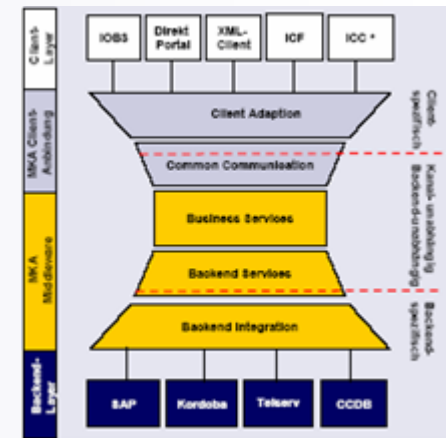 Client-
Layer
IOBS
Direkt
Portal
XML-
Client
ICF
ICC *
MKA Client-
Anbindung
Client Adaption
Common Communication
Client-
spezifisch
MKA
Middleware
Business Services
Backend Services
Backend Integration
Kanal- unabhängig
Backend-unabhängig
Backend-
spezifisch
Backend-
Layer
SAP
Kordoba
Telserv
CCDB